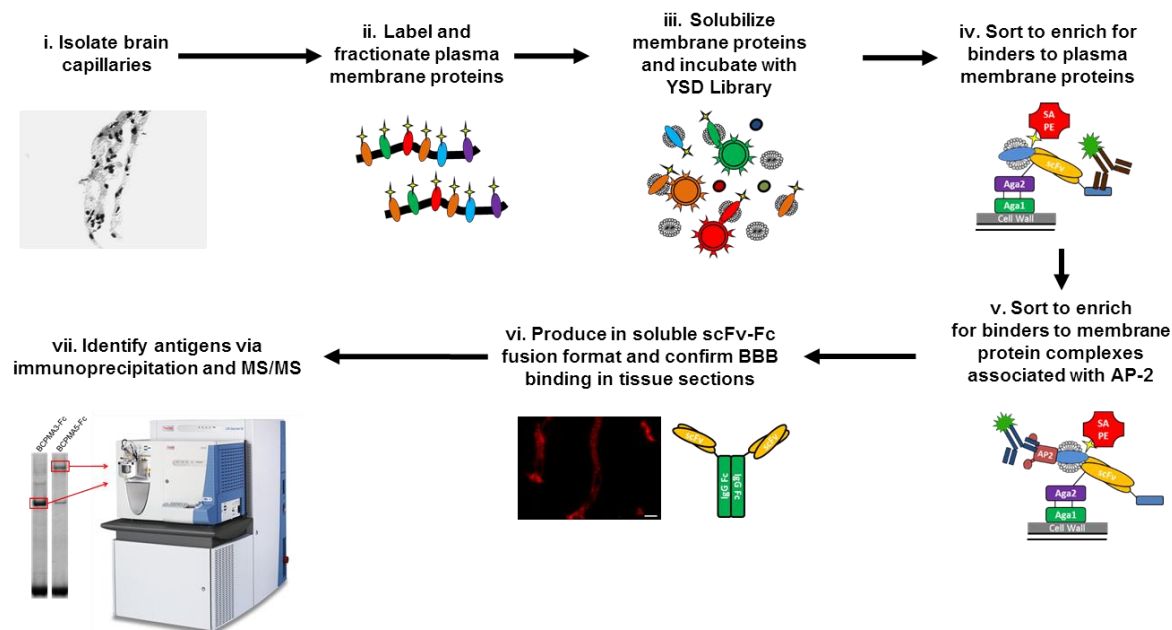 i. Isolate brain
capillaries
ii. Label and
fractionate plasma
membrane proteins
iii. Solubilize
membrane proteins
and incubate with
YSD Library
iv. Sort to enrich for
binders to plasma
membrane proteins
SA
PE
scFv
Aga2
Aga1
Cell Wall
v. Sort to enrich
for binders to membrane
protein complexes
associated with AP-2
SA
PE
AP2
scFv
Aga2
Aga1
Cell Wall
vi. Produce in soluble scFv-Fc
fusion format and confirm BBB
binding in tissue sections
scFv
scFv
IgG Fc
IgG Fc
vii. Identify antigens via
immunoprecipitation and MS/MS
BCPMA3-Fc
BCPMA5-Fc